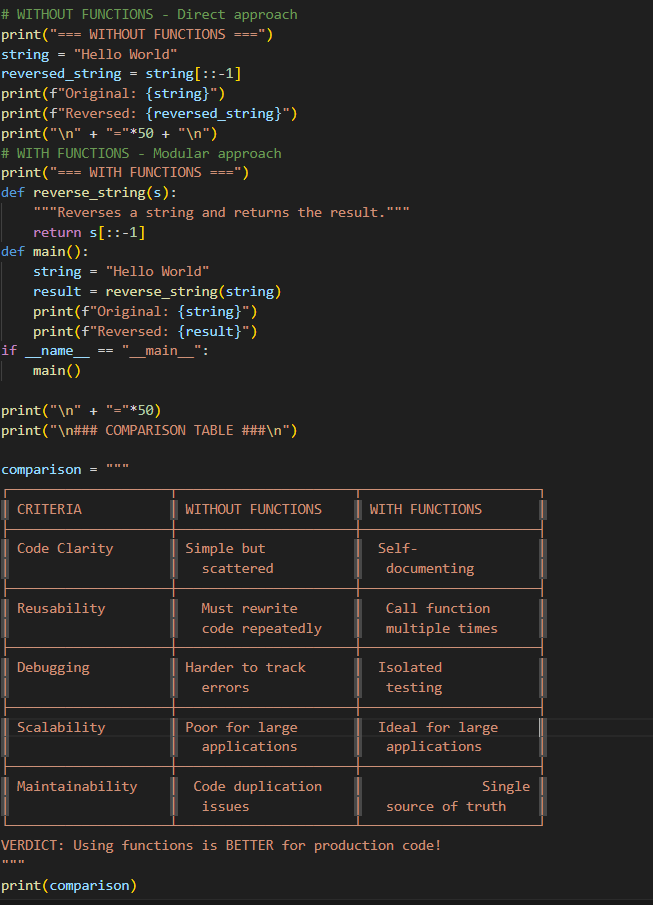 # WITHOUT FUNCTIONS - Direct approach
print("=== WITHOUT FUNCTIONS ===")
string = "Hello World"
reversed_string = string[::-1]
print(f"Original: {string}")
print(f"Reversed: {reversed_string}")
print("\n" + "="*50 + "\n")
# WITH FUNCTIONS - Modular approach
print("=== WITH FUNCTIONS ===")
def reverse_string(s):
    """Reverses a string and returns the result."""
    return s[::-1]
def main():
    string = "Hello World"
    result = reverse_string(string)
    print(f"Original: {string}")
    print(f"Reversed: {result}")
if __name__ == "__main__":
    main()

print("\n" + "="*50)
print("\n### COMPARISON TABLE ###\n")

comparison = """
┌────────────────────┬──────────────────────┬──────────────────────┐
│ CRITERIA           │ WITHOUT FUNCTIONS    │ WITH FUNCTIONS       │
├────────────────────┼──────────────────────┼──────────────────────┤
│ Code Clarity       │ Simple but           │  Self-               │
│                    │   scattered          │   documenting        │
├────────────────────┼──────────────────────┼──────────────────────┤
│ Reusability        │   Must rewrite       │   Call function      │
│                    │   code repeatedly    │   multiple times     │
├────────────────────┼──────────────────────┼──────────────────────┤
│ Debugging          │ Harder to track      │  Isolated            │
│                    │   errors             │   testing            │
├────────────────────┼──────────────────────┼──────────────────────┤
│ Scalability        │ Poor for large       │  Ideal for large     │
│                    │   applications       │   applications       │
├────────────────────┼──────────────────────┼──────────────────────┤
│ Maintainability    │  Code duplication    │               Single │
│                    │   issues             │   source of truth    │
└────────────────────┴──────────────────────┴──────────────────────┘
VERDICT: Using functions is BETTER for production code!
"""
print(comparison)